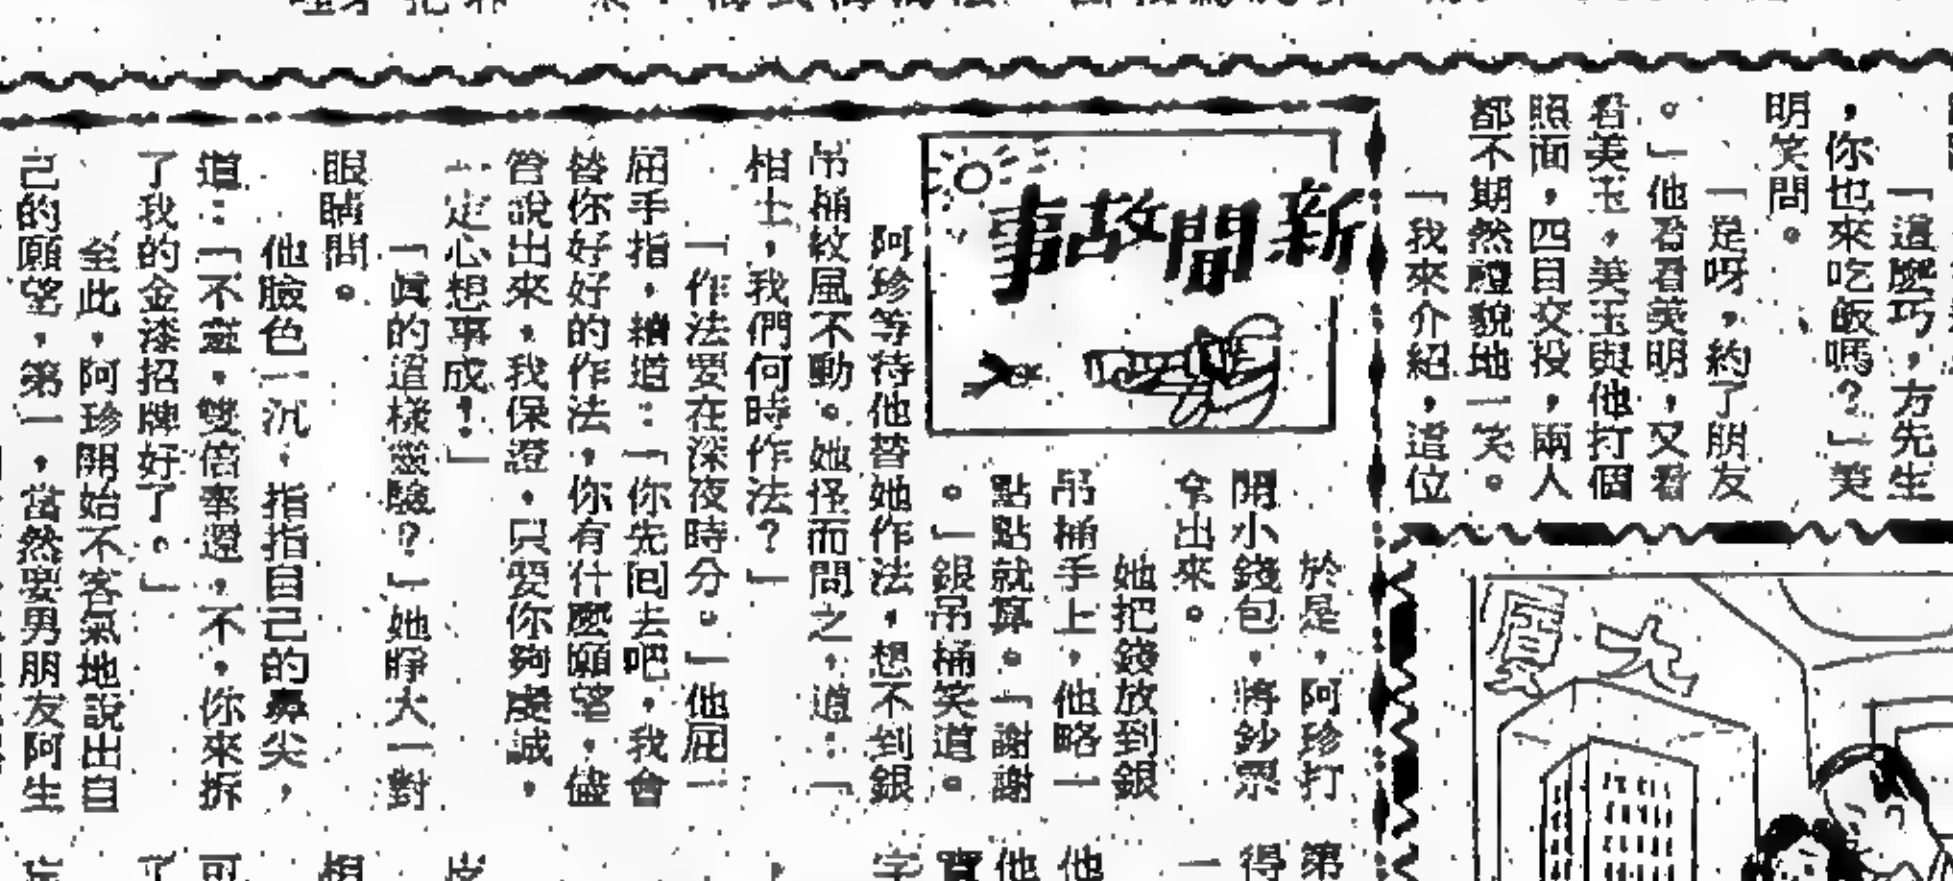 「這麼巧，方先生
，你也來吃飯嗎？」美
明笑問。
「是呀，約了朋友
。」他看看美明，又看
看美玉，美玉與他打個
照面，四目交投，兩人
都不期然禮貌地一笑。
「我來介紹，這位
新聞故事
於是，阿珍打
開小錢包，將鈔票
拿出來。
她把錢放到銀
吊桶手上，他略一
點點就算。「謝謝
。」銀吊桶笑道。
阿珍等待他替她作法，想不到銀
吊桶紋風不動。她怪而問之，道：「
相士，我們何時作法？」
「作法要在深夜時分。」他屈一
屈手指，續道：「你先回去吧，我會
替你好好的作法，你有什麼願望，儘
管說出來，我保證，只要你夠虔誠，
一定心想事成！」
「真的這樣靈驗？」她睜大一對
眼睛問。
他臉色一沉，指指自己的鼻尖，
道：「不靈，雙倍奉還，不，你來拆
了我的金漆招牌好了。」
至此，阿珍開始不客氣地說出自
己的願望，第一，當然要男朋友阿生
大廈